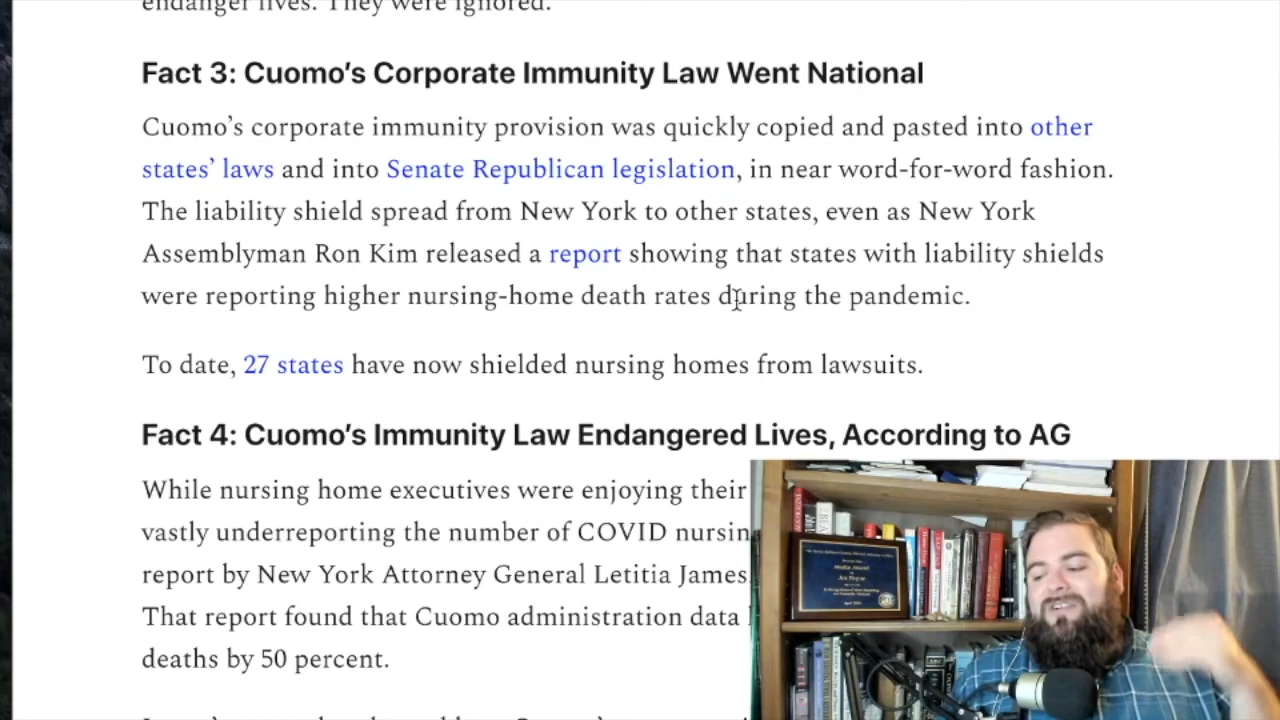 endanger lives. They were ignored.
Fact 3: Cuomo’s Corporate Immunity Law Went National
Cuomo’s corporate immunity provision was quickly copied and pasted into other
states’ laws and into Senate Republican legislation, in near word-for-word fashion.
The liability shield spread from New York to other states, even as New York
Assemblyman Ron Kim released a report showing that states with liability shields
were reporting higher nursing-home death rates during the pandemic.
To date, 27 states have now shielded nursing homes from lawsuits.
Fact 4: Cuomo’s Immunity Law Endangered Lives, According to AG
While nursing home executives were enjoying their
vastly underreporting the number of COVID
report by New York Attorney General Letitia James
That report found that Cuomo administration data
deaths by 50 percent.
Media Award